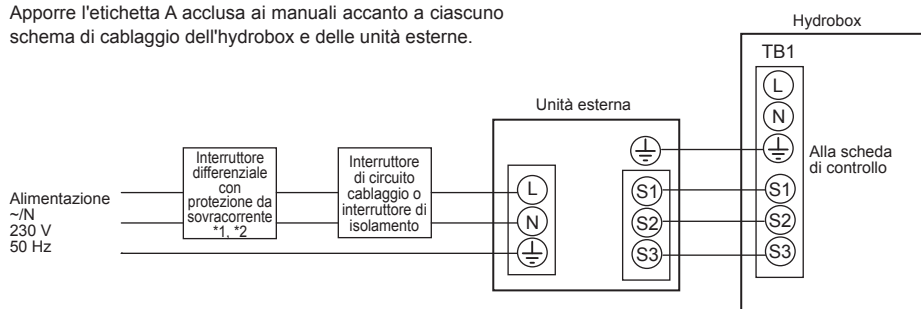 Apporre l'etichetta A acclusa ai manuali accanto a ciascuno
schema di cablaggio dell'hydrobox e delle unità esterne.
Hydrobox
TB1
L
N
Alla scheda
di controllo
S1
S2
S3
Unità esterna
L
N
S1
S2
S3
Interruttore
differenziale
con
protezione da
sovracorrente
*1, *2
Interruttore
di circuito
cablaggio o
interruttore di
isolamento
Alimentazione
~/N
230 V
50 Hz